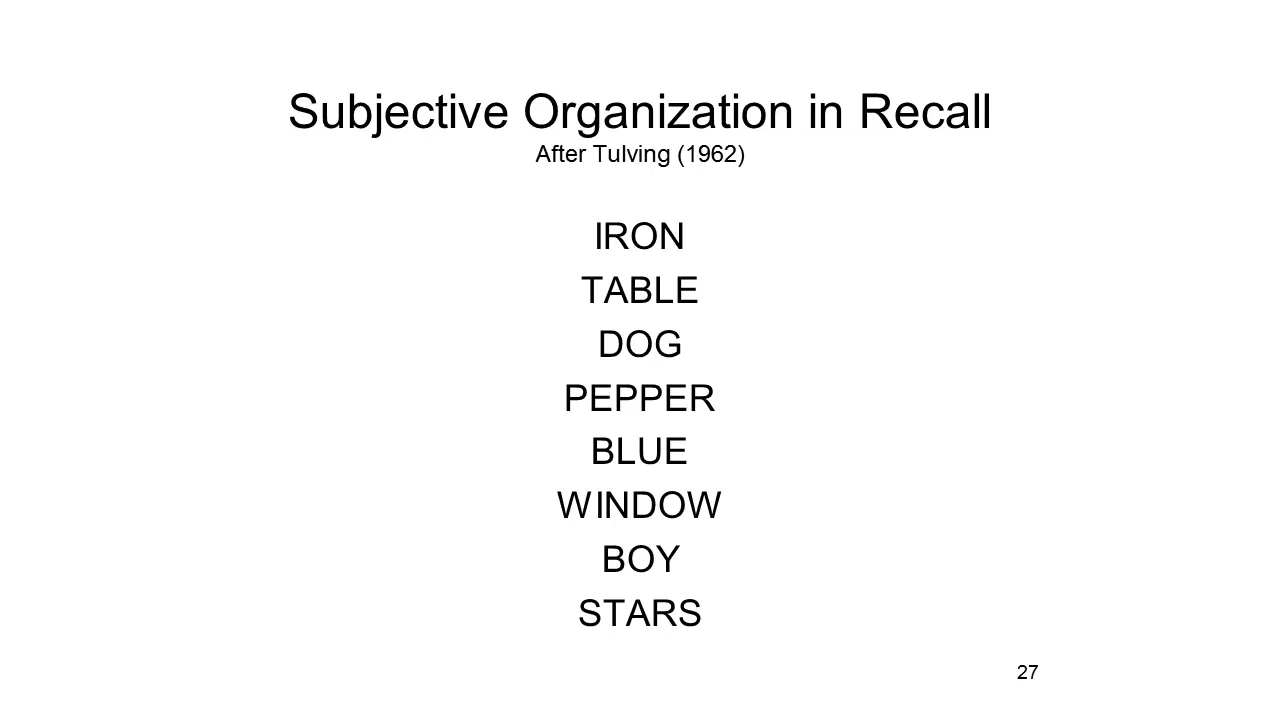 Subjective Organization in Recall
After Tulving (1962)
IRON
TABLE
DOG
PEPPER
BLUE
WINDOW
BOY
STARS
27